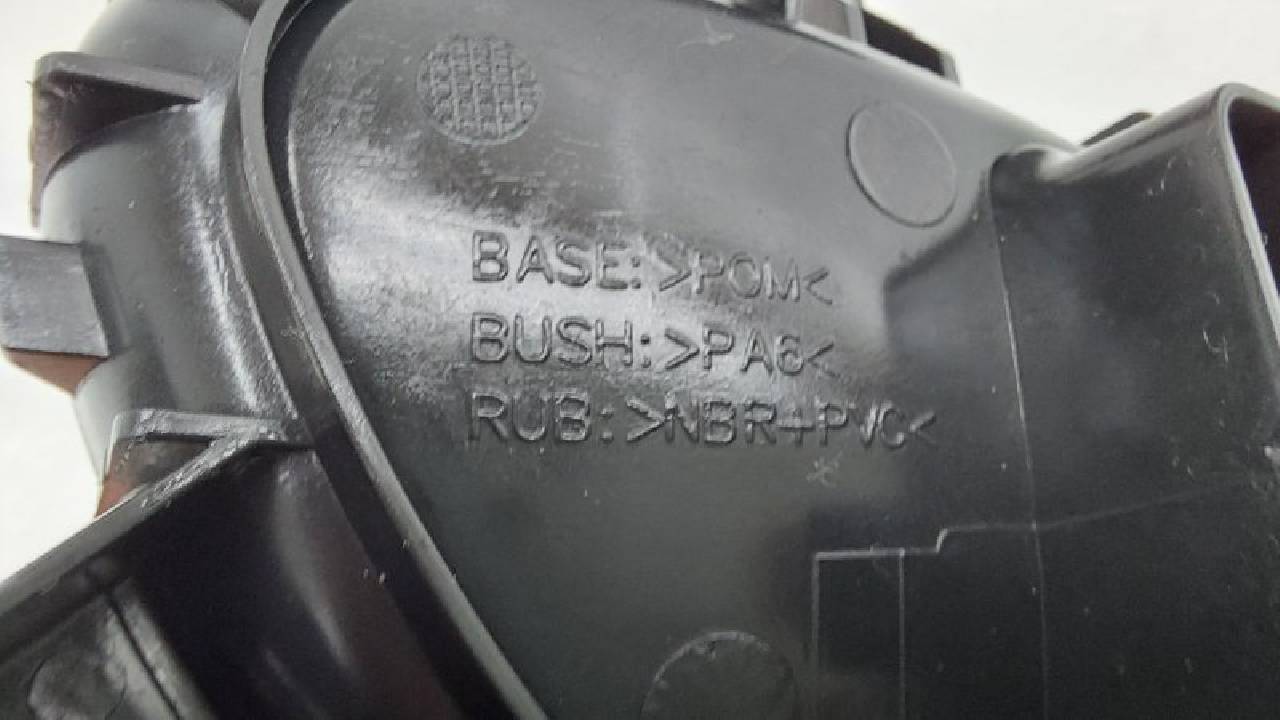 BASE: >POM<
BUSH: >PA6<
RUB: >NBR+PVC<